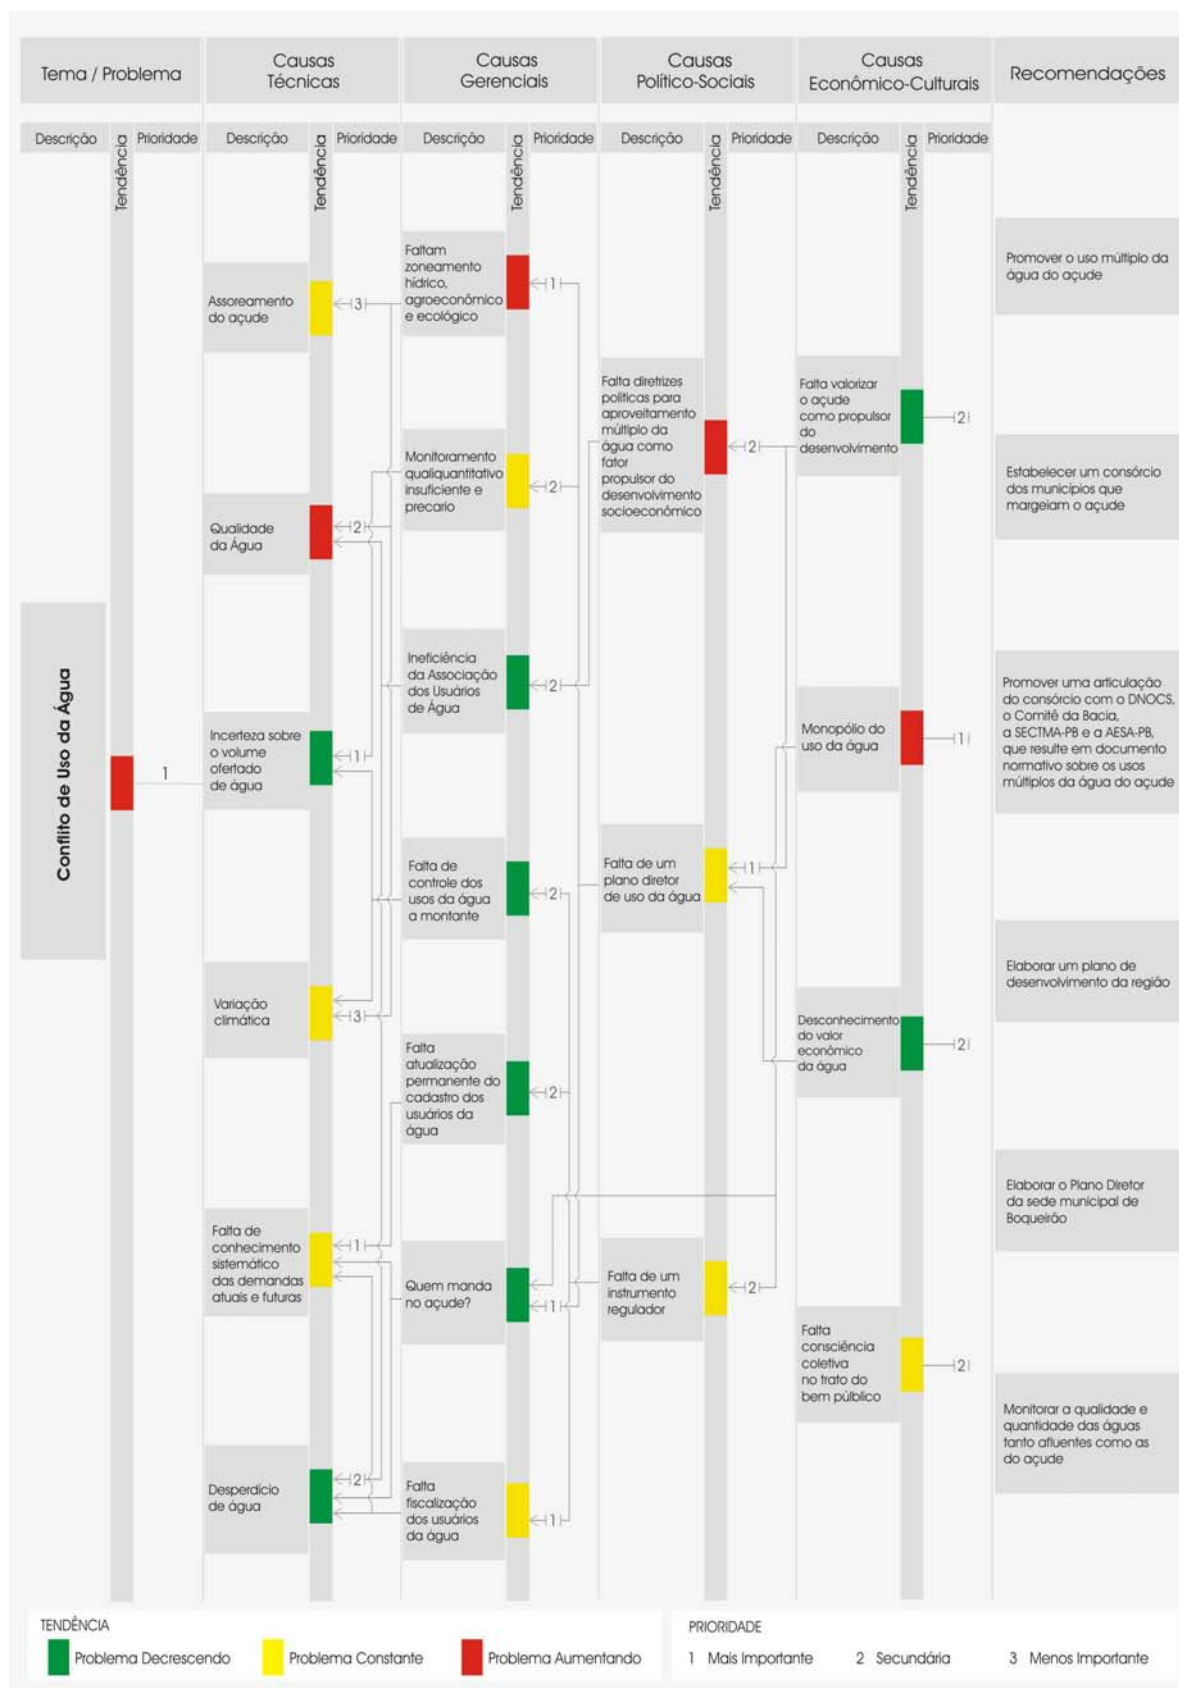 Tema / Problema
Causas
Técnicas
Causas
Gerenciais
Causas
Político-Sociais
Causas
Econômico-Culturais
Recomendações
Descrição
Tendência
Prioridade
Descrição
Tendência
Prioridade
Descrição
Tendência
Prioridade
Descrição
Tendência
Prioridade
Descrição
Tendência
Prioridade
Conflito de Uso da Água
1
Assoreamento
do açude
3
Qualidade
da Água
2
Incerteza sobre
o volume
ofertado
de água
1
Variação
climática
3
Falta de
conhecimento
sistemático
das demandas
atuais e futuras
1
Desperdício
de água
2
Faltam
zoneamento
hídrico,
agroeconômico
e ecológico
1
Monitoramento
qualiquantitativo
insuficiente e
precario
2
Ineficiência
da Associação
dos Usuários
de Água
2
Falta de
controle dos
usos da água
a montante
2
Falta
atualização
permanente do
cadastro dos
usuários da
água
2
Quem manda
no açude?
1
Falta
fiscalização
dos usuários
da água
1
Falta diretrizes
políticas para
aproveitamento
múltiplo da
água como
fator
propulsor do
desenvolvimento
socioeconômico
2
Falta de um
plano diretor
de uso da água
1
Falta de um
instrumento
regulador
2
Falta valorizar
o açude
como propulsor
do
desenvolvimento
2
Monopólio do
uso da água
1
Desconhecimento
do valor
econômico
da água
2
Falta
consciência
coletiva
no trato do
bem púlblico
2
Promover o uso múltiplo da
água do açude
Estabelecer um consórcio
dos municípios que
margeiam o açude
Promover uma articulação
do consórcio com o DNOCS,
o Comitê da Bacia,
a SECTMA-PB e a AESA-PB,
que resulte em documento
normativo sobre os usos
múltiplos da água do açude
Elaborar um plano de
desenvolvimento da região
Elaborar o Plano Diretor
da sede municipal de
Boqueirão
Monitorar a qualidade e
quantidade das águas
tanto afluentes como as
do açude
TENDÊNCIA
Problema Decrescendo
Problema Constante
Problema Aumentando
PRIORIDADE
1 Mais Importante
2 Secundária
3 Menos Importante